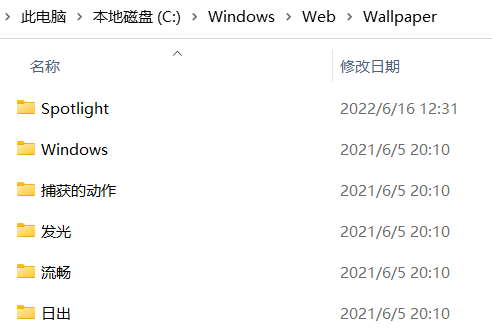 此电脑 > 本地磁盘 (C:) > Windows > Web > Wallpaper
名称 修改日期
Spotlight 2022/6/16 12:31
Windows 2021/6/5 20:10
捕获的动作 2021/6/5 20:10
发光 2021/6/5 20:10
流畅 2021/6/5 20:10
日出 2021/6/5 20:10